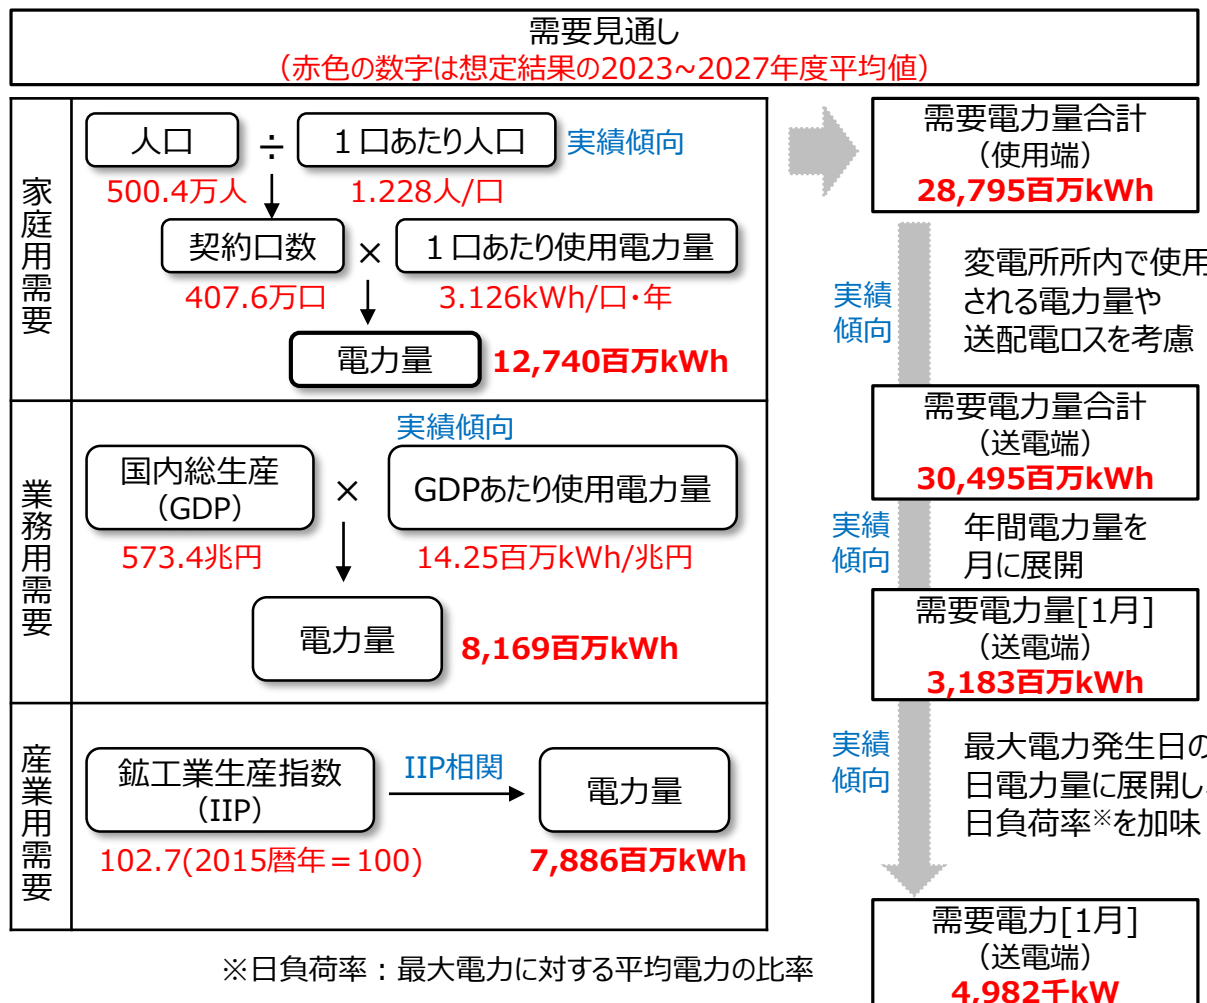 需要見通し
（赤色の数字は想定結果の2023~2027年度平均値）
家庭用需要
人口
÷
１口あたり人口
実績傾向
500.4万人
1.228人/口
契約口数
×
１口あたり使用電力量
407.6万口
3.126kWh/口・年
電力量
12,740百万kWh
業務用需要
実績傾向
国内総生産
（GDP）
×
GDPあたり使用電力量
573.4兆円
14.25百万kWh/兆円
電力量
8,169百万kWh
産業用需要
鉱工業生産指数
（IIP）
IIP相関
電力量
102.7(2015暦年＝100)
7,886百万kWh
※日負荷率：最大電力に対する平均電力の比率
需要電力量合計
（使用端）
28,795百万kWh
実績
傾向
変電所所内で使用
される電力量や
送配電ロスを考慮
需要電力量合計
（送電端）
30,495百万kWh
実績
傾向
年間電力量を
月に展開
需要電力量[1月]
（送電端）
3,183百万kWh
実績
傾向
最大電力発生日の
日電力量に展開し、
日負荷率※を加味
需要電力[1月]
（送電端）
4,982千kW